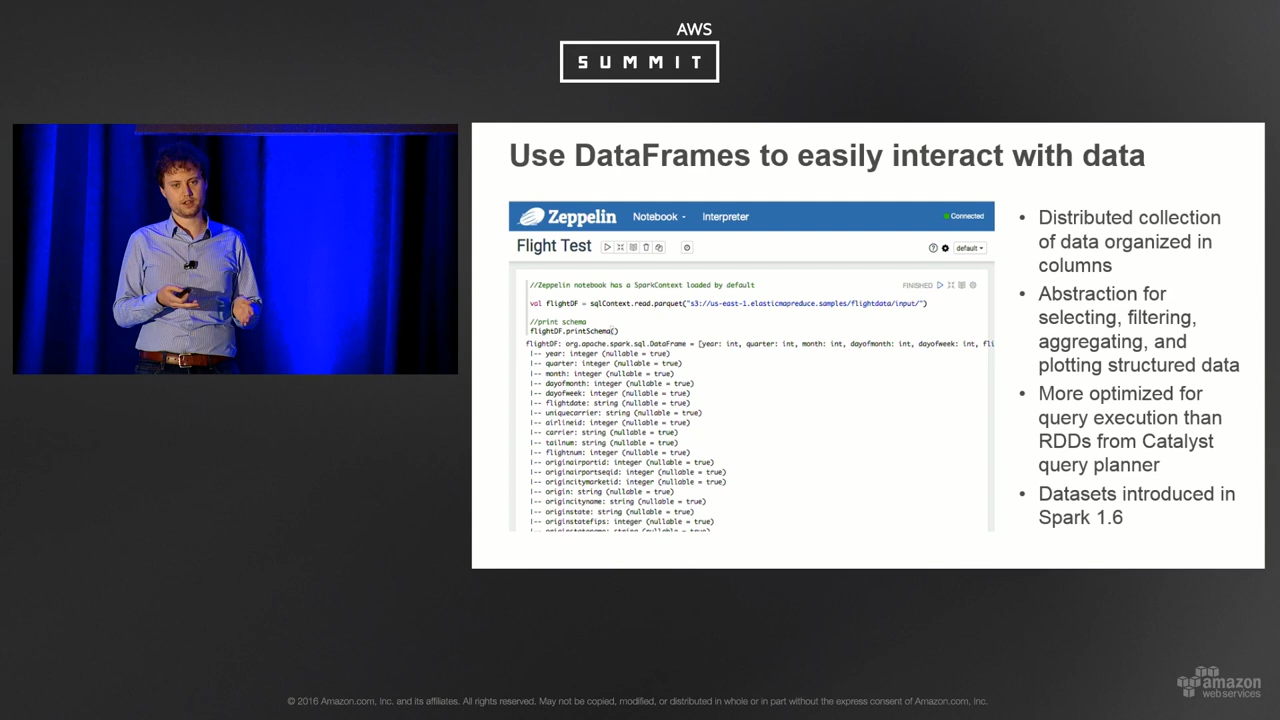 AWS
SUMMIT
Use DataFrames to easily interact with data
Zeppelin Notebook Interpreter Connected
Flight Test default
//Zeppelin notebook has a SparkContext loaded by default FINISHED
val flightDF = sqlContext.read.parquet("s3://us-east-1.elasticmapreduce.samples/flightdata/input/")
//print schema
flightDF.printSchema()
flightDF: org.apache.spark.sql.DataFrame = [year: int, quarter: int, month: int, dayofmonth: int, dayofweek: int, fli
|-- year: integer (nullable = true)
|-- quarter: integer (nullable = true)
|-- month: integer (nullable = true)
|-- dayofmonth: integer (nullable = true)
|-- dayofweek: integer (nullable = true)
|-- flightdate: string (nullable = true)
|-- uniquecarrier: string (nullable = true)
|-- airlineid: integer (nullable = true)
|-- carrier: string (nullable = true)
|-- tailnum: string (nullable = true)
|-- flightnum: integer (nullable = true)
|-- originairportid: integer (nullable = true)
|-- originairportseqid: integer (nullable = true)
|-- origincitymarketid: integer (nullable = true)
|-- origin: string (nullable = true)
|-- origincityname: string (nullable = true)
|-- originstate: string (nullable = true)
|-- originstatefips: integer (nullable = true)
|-- originstatename: string (nullable = true)
• Distributed collection
of data organized in
columns
• Abstraction for
selecting, filtering,
aggregating, and
plotting structured data
• More optimized for
query execution than
RDDs from Catalyst
query planner
• Datasets introduced in
Spark 1.6
© 2016 Amazon.com, Inc. and its affiliates. All rights reserved. May not be copied, modified, or distributed in whole or in part without the express consent of Amazon.com, Inc.
amazon
web services